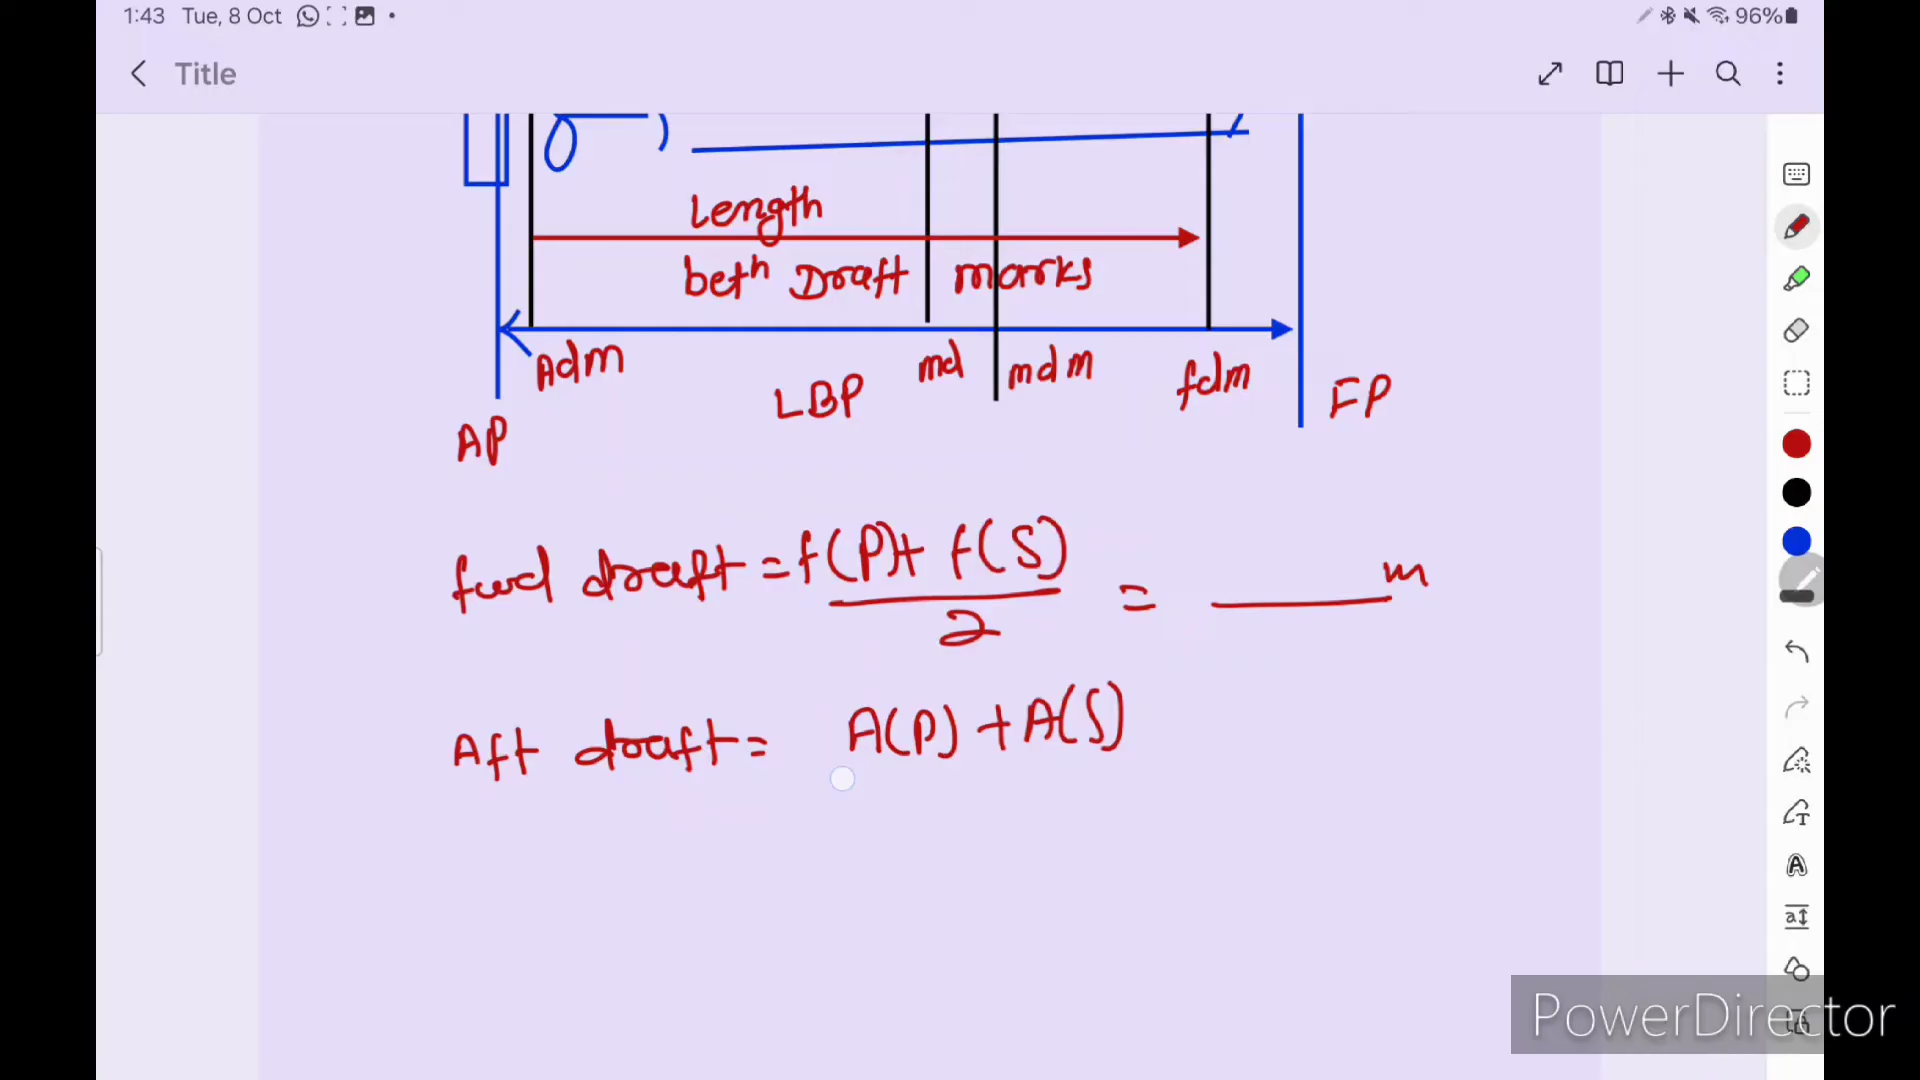 1:43 Tue, 8 Oct 96%
Title
Length
betⁿ Draft marks
Adm md mdm fdm
LBP FP
AP
fwd draft = f(P) + f(S) = m
2
Aft draft = A(P) + A(S)
PowerDirector